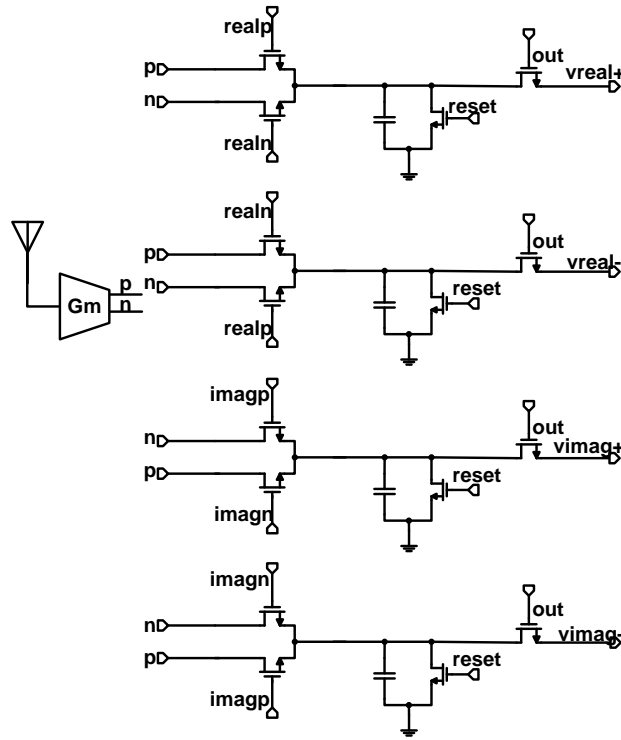 realp
p
n
realn
out
vreal+
reset
realn
p
n
realp
out
vreal-
reset
Gm
p
n
imagp
n
p
imagn
out
vimag+
reset
imagn
n
p
imagp
out
vimag-
reset